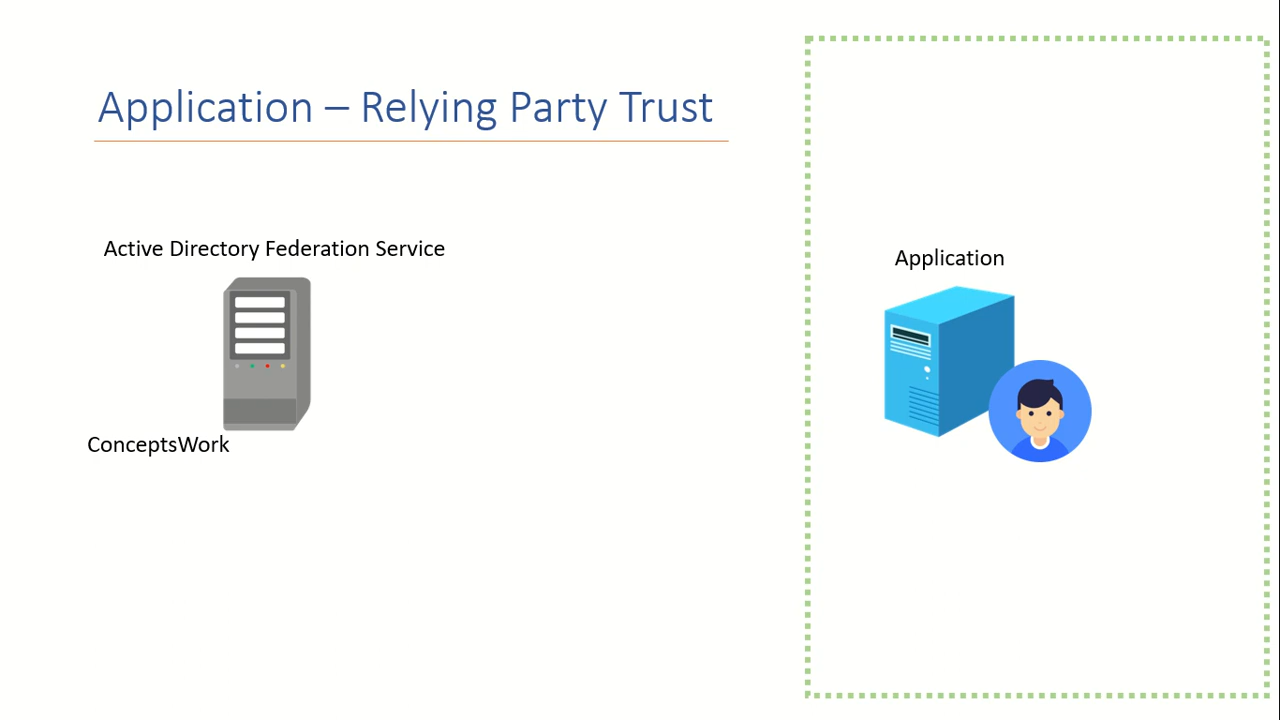 Application – Relying Party Trust
Active Directory Federation Service
Application
ConceptsWork